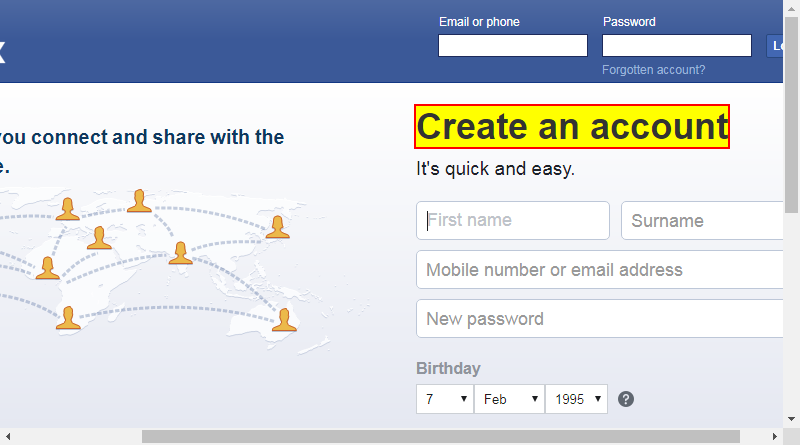 Email or phone
Password
Forgotten account?
you connect and share with the
Create an account
It's quick and easy.
First name
Surname
Mobile number or email address
New password
Birthday
7
Feb
1995
?